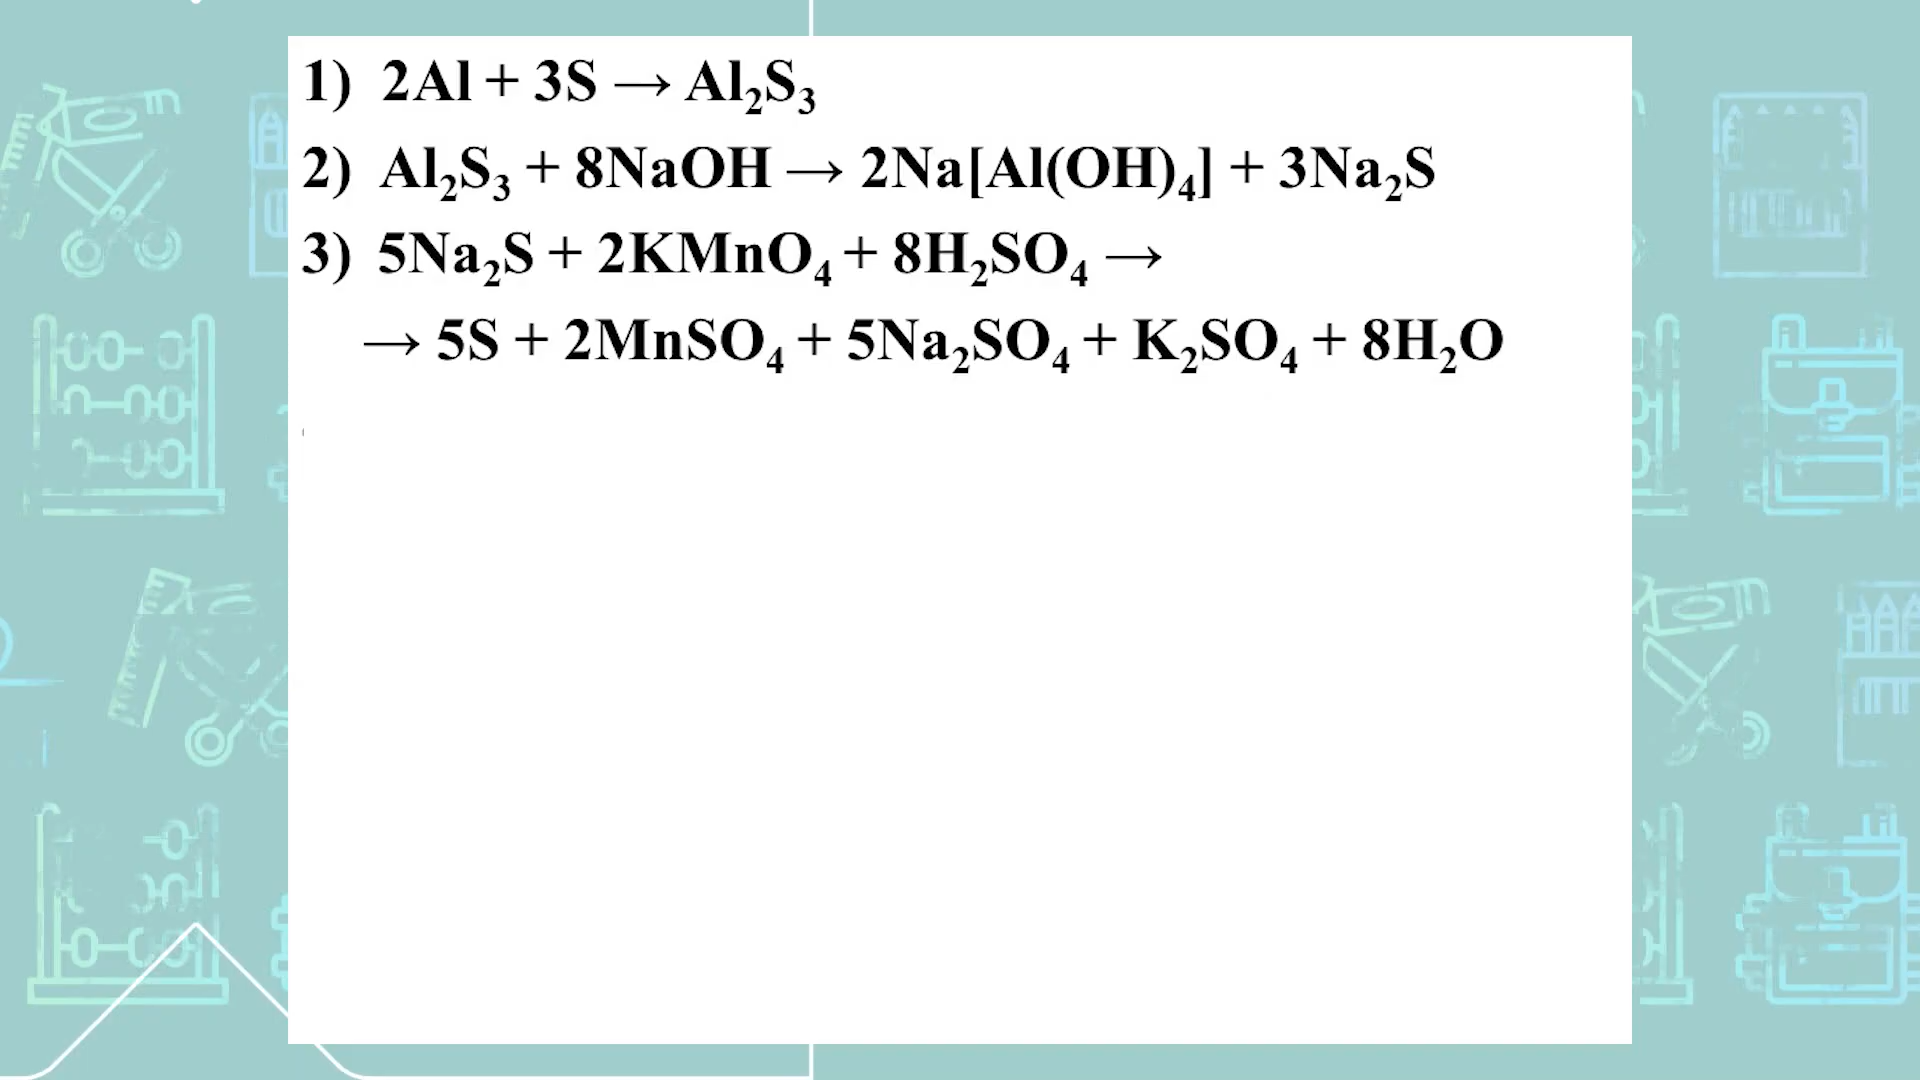 1) 2Al + 3S → Al₂S₃
2) Al₂S₃ + 8NaOH → 2Na[Al(OH)₄] + 3Na₂S
3) 5Na₂S + 2KMnO₄ + 8H₂SO₄ →
→ 5S + 2MnSO₄ + 5Na₂SO₄ + K₂SO₄ + 8H₂O